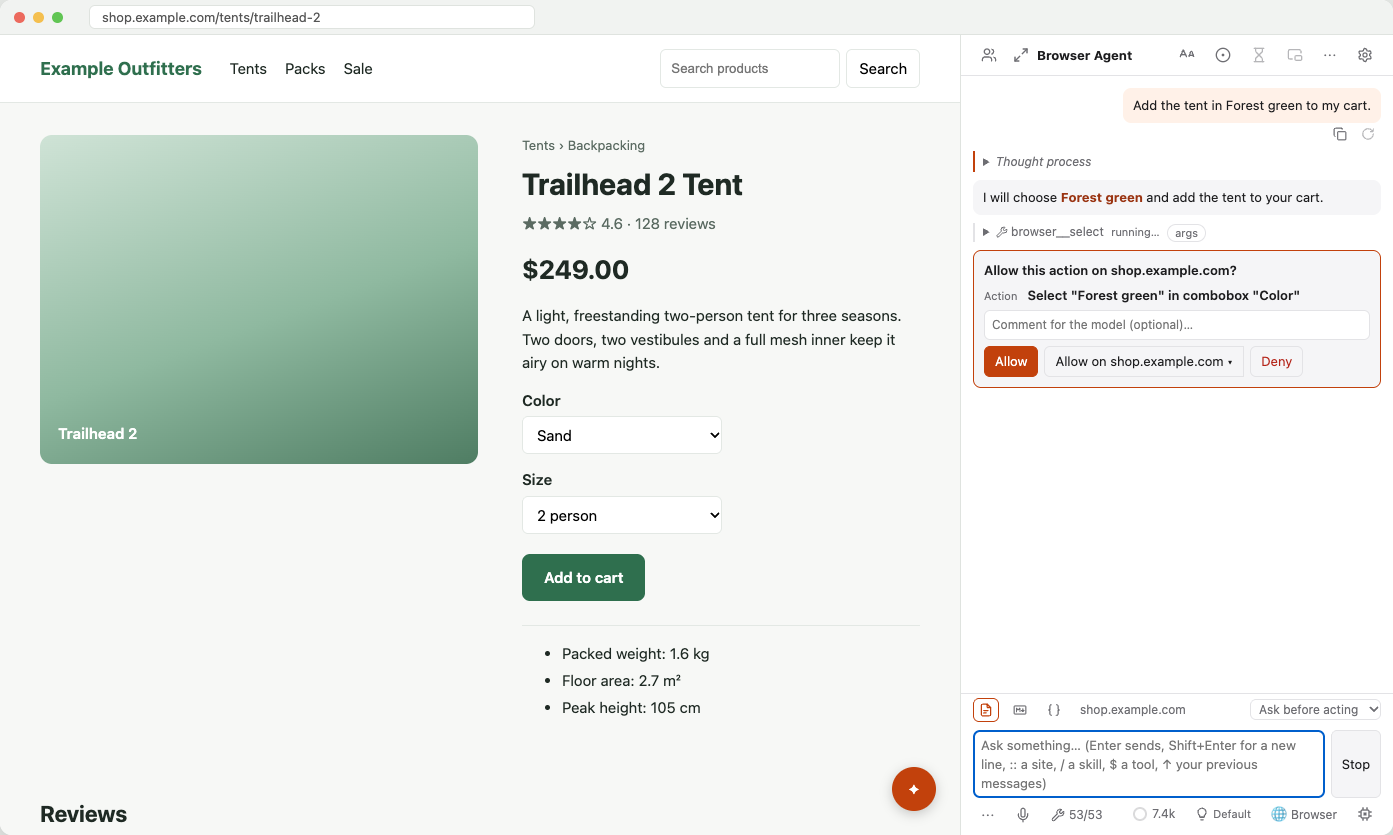 shop.example.com/tents/trailhead-2
Example Outfitters
Tents
Packs
Sale
Search products
Search
Trailhead 2
Tents › Backpacking
Trailhead 2 Tent
★★★★☆ 4.6 · 128 reviews
$249.00
A light, freestanding two-person tent for three seasons.
Two doors, two vestibules and a full mesh inner keep it
airy on warm nights.
Color
Sand
Size
2 person
Add to cart
• Packed weight: 1.6 kg
• Floor area: 2.7 m²
• Peak height: 105 cm
Reviews
Browser Agent
AA
Add the tent in Forest green to my cart.
Thought process
I will choose Forest green and add the tent to your cart.
browser__select running... args
Allow this action on shop.example.com?
Action Select "Forest green" in combobox "Color"
Comment for the model (optional)...
Allow
Allow on shop.example.com
Deny
{ } shop.example.com
Ask before acting
Ask something... (Enter sends, Shift+Enter for a new
line, :: a site, / a skill, $ a tool, ↑ your previous
messages)
Stop
53/53
7.4k
Default
Browser